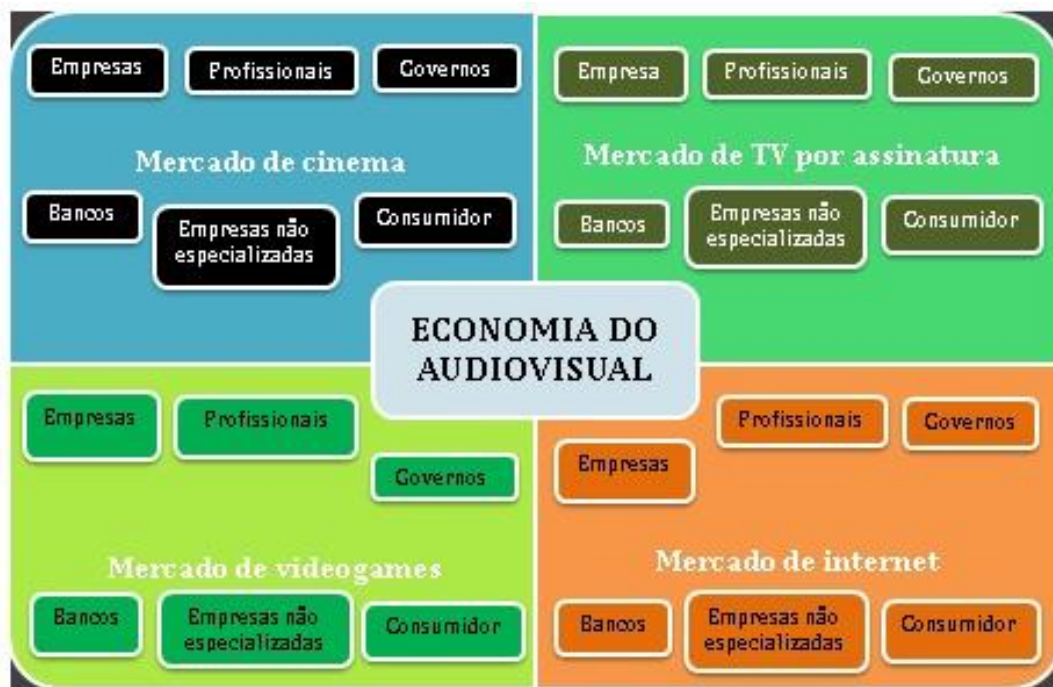 Empresas
Profissionais
Governos
Mercado de cinema
Bancos
Empresas não
especializadas
Consumidor
Empresa
Profissionais
Governos
Mercado de TV por assinatura
Bancos
Empresas não
especializadas
Consumidor
ECONOMIA DO
AUDIOVISUAL
Empresas
Profissionais
Governos
Mercado de videogames
Bancos
Empresas não
especializadas
Consumidor
Empresas
Profissionais
Governos
Mercado de internet
Bancos
Empresas não
especializadas
Consumidor